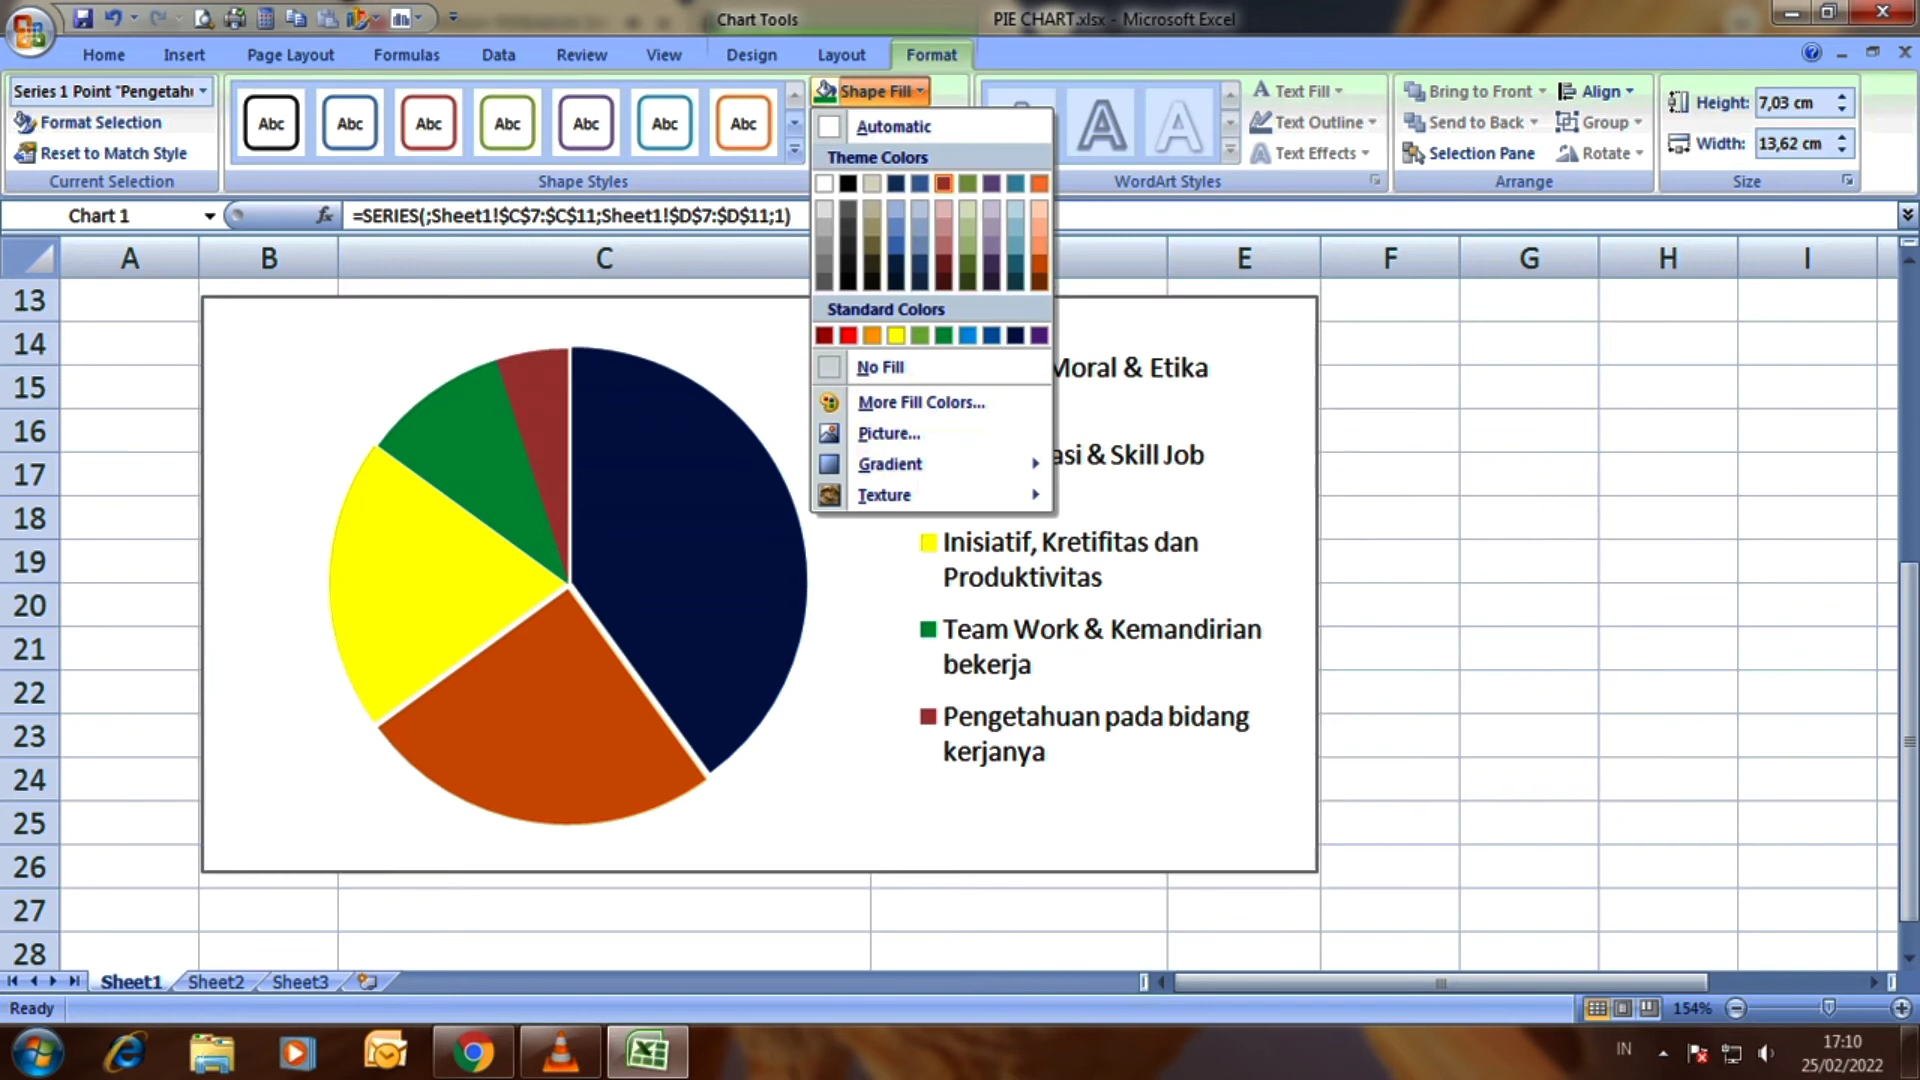 Chart Tools
PIE CHART.xlsx - Microsoft Excel
Home Insert Page Layout Formulas Data Review View Design Layout Format
Series 1 Point "Pengetahu
Format Selection
Reset to Match Style
Current Selection
Abc Abc Abc Abc Abc Abc Abc
Shape Styles
Shape Fill
Automatic
Theme Colors
Standard Colors
No Fill
More Fill Colors...
Picture...
Gradient
Texture
A A
Text Fill
Text Outline
Text Effects
WordArt Styles
Bring to Front
Send to Back
Selection Pane
Align
Group
Rotate
Arrange
Height: 7,03 cm
Width: 13,62 cm
Size
Chart 1
fx
=SERIES(;Sheet1!$C$7:$C$11;Sheet1!$D$7:$D$11;1)
A B C E F G H I
13
14
15
16
17
18
19
20
21
22
23
24
25
26
27
28
Moral & Etika
asi & Skill Job
Inisiatif, Kretifitas dan
Produktivitas
Team Work & Kemandirian
bekerja
Pengetahuan pada bidang
kerjanya
Sheet1 Sheet2 Sheet3
Ready
154%
IN
17:10
25/02/2022